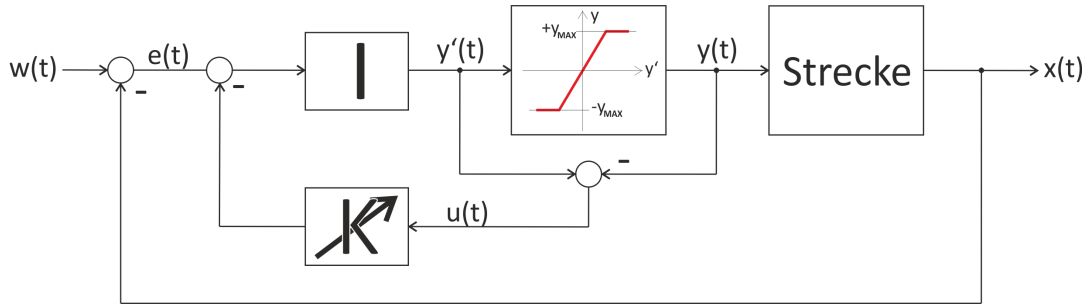 w(t)
e(t)
-
-
I
y‘(t)
+yMAX
y
y‘
-yMAX
y(t)
Strecke
x(t)
-
K
u(t)